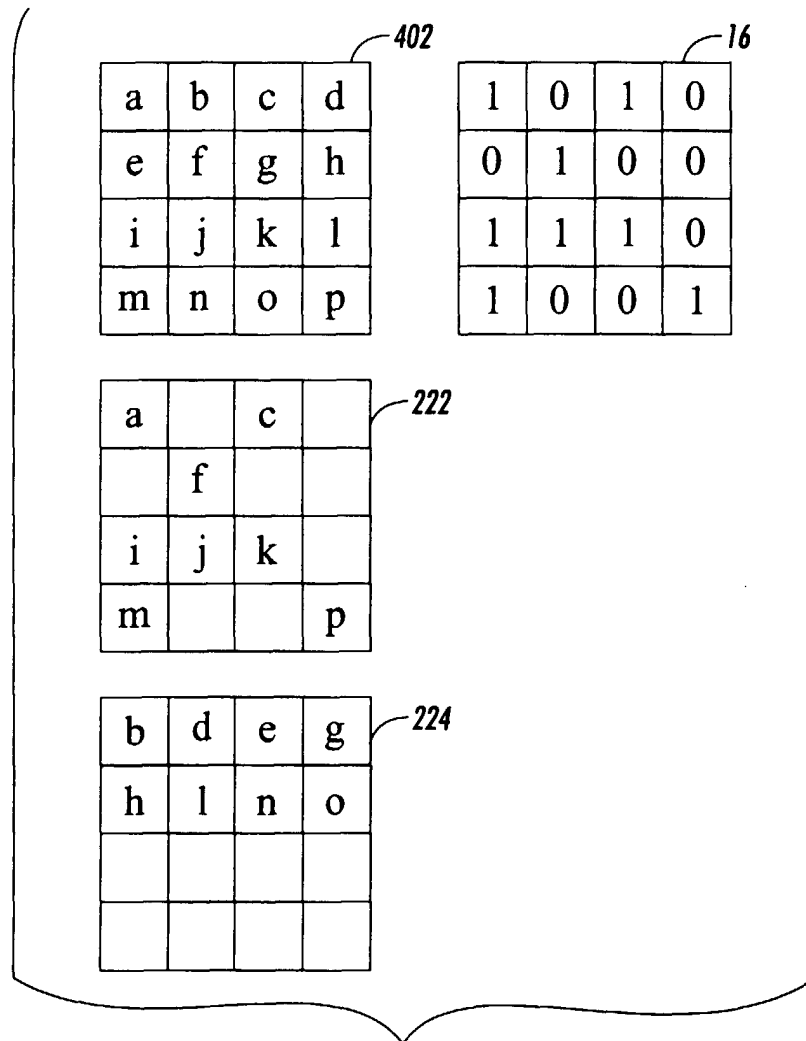 402 16
a b c d 1 0 1 0
e f g h 0 1 0 0
i j k l 1 1 1 0
m n o p 1 0 0 1
222
a c
f
i j k
m p
224
b d e g
h l n o